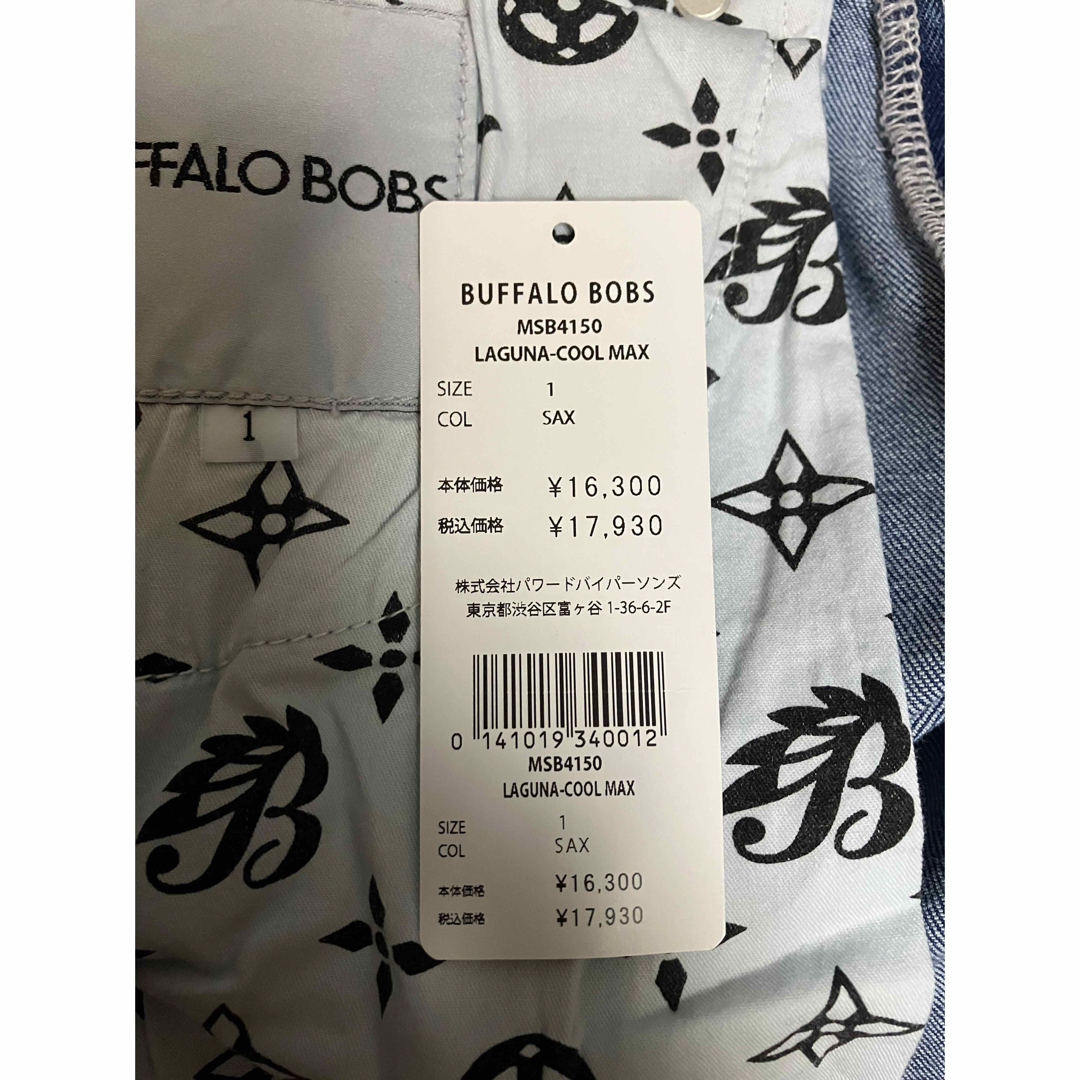 FFALO BOBS
1
BUFFALO BOBS
MSB4150
LAGUNA-COOL MAX
SIZE 1
COL SAX
本体価格 ¥16,300
税込価格 ¥17,930
株式会社パワードバイパーソンズ
東京都渋谷区富ヶ谷 1-36-6-2F
0 141019 340012
MSB4150
LAGUNA-COOL MAX
SIZE 1
COL SAX
本体価格 ¥16,300
税込価格 ¥17,930